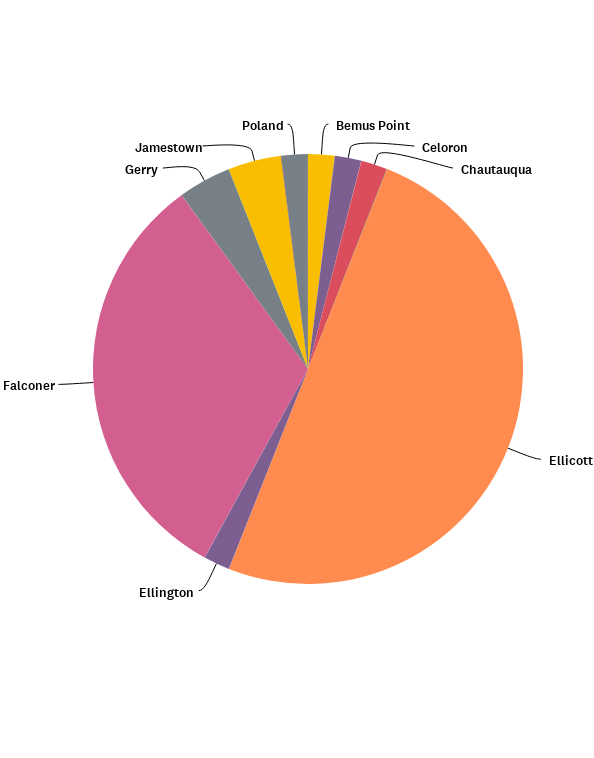 Poland
Bemus Point
Jamestown
Celoron
Gerry
Chautauqua
Falconer
Ellicott
Ellington